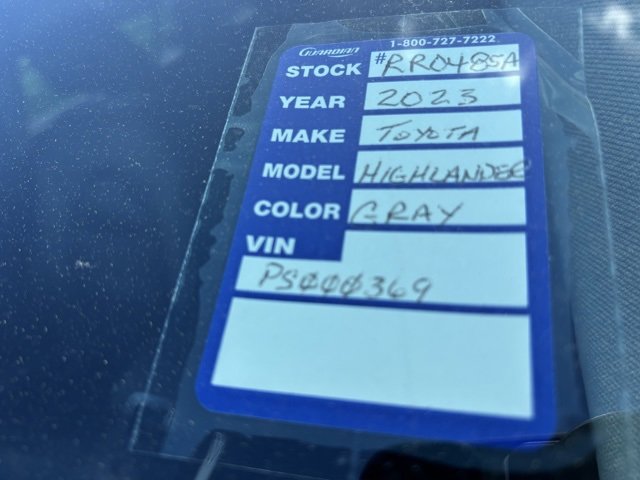 GUARDIAN 1-800-727-7222
STOCK #RR0485A
YEAR 2023
MAKE TOYOTA
MODEL HIGHLANDER
COLOR GRAY
VIN
PS000369